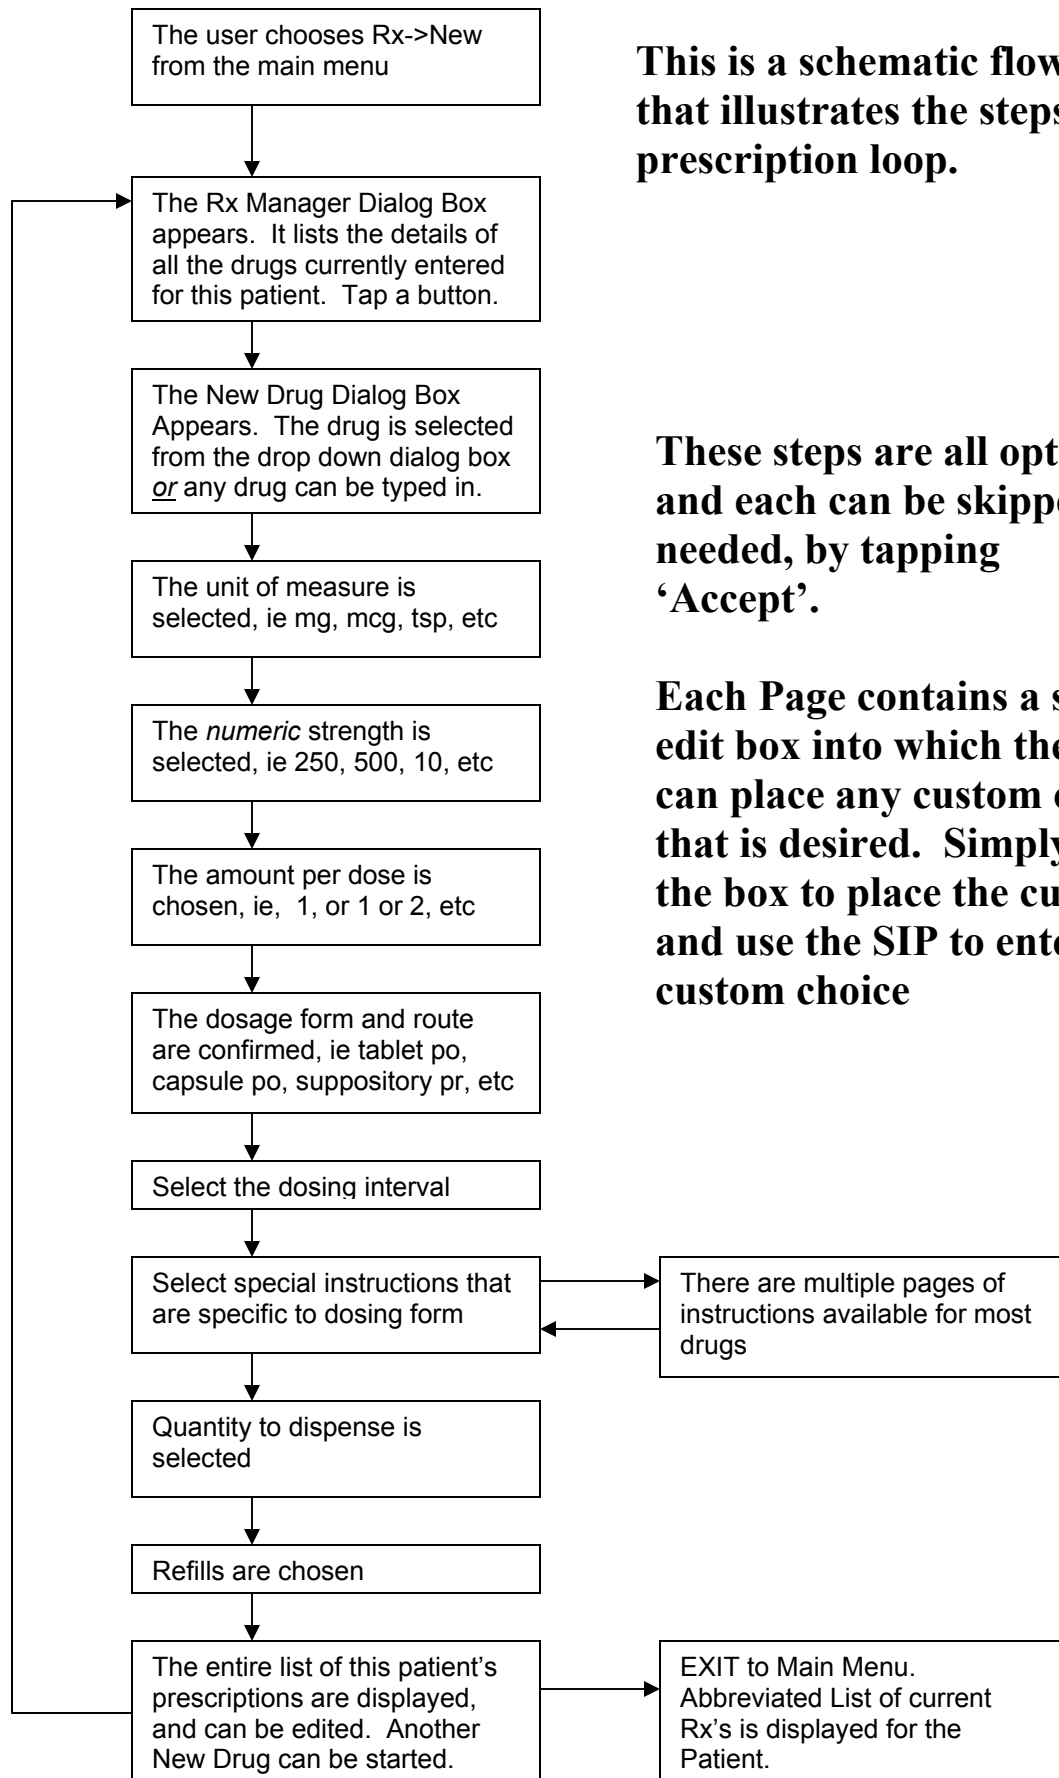 The user chooses Rx->New
from the main menu
This is a schematic flow
that illustrates the steps
prescription loop.
The Rx Manager Dialog Box
appears. It lists the details of
all the drugs currently entered
for this patient. Tap a button.
The New Drug Dialog Box
Appears. The drug is selected
from the drop down dialog box
or any drug can be typed in.
These steps are all opt
and each can be skipp
needed, by tapping
‘Accept’.
The unit of measure is
selected, ie mg, mcg, tsp, etc
The numeric strength is
selected, ie 250, 500, 10, etc
Each Page contains a s
edit box into which the
can place any custom
that is desired. Simply
the box to place the cu
and use the SIP to ente
custom choice
The amount per dose is
chosen, ie, 1, or 1 or 2, etc
The dosage form and route
are confirmed, ie tablet po,
capsule po, suppository pr, etc
Select the dosing interval
Select special instructions that
are specific to dosing form
There are multiple pages of
instructions available for most
drugs
Quantity to dispense is
selected
Refills are chosen
The entire list of this patient’s
prescriptions are displayed,
and can be edited. Another
New Drug can be started.
EXIT to Main Menu.
Abbreviated List of current
Rx’s is displayed for the
Patient.